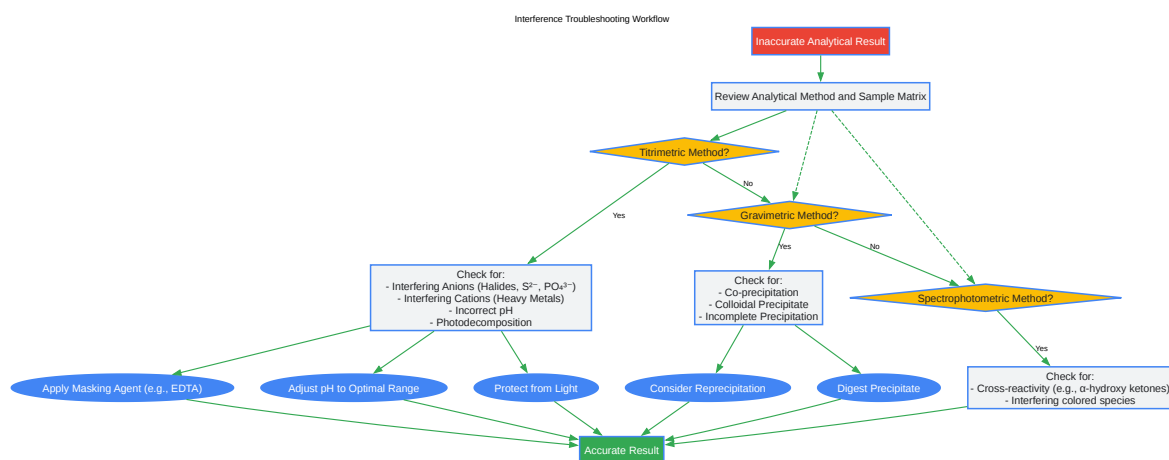 Interference Troubleshooting Workflow
Inaccurate Analytical Result
Review Analytical Method and Sample Matrix
Titrimetric Method?
No
Yes
Gravimetric Method?
Yes
No
Check for:
- Interfering Anions (Halides, S²⁻, PO₄³⁻)
- Interfering Cations (Heavy Metals)
- Incorrect pH
- Photodecomposition
Check for:
- Co-precipitation
- Colloidal Precipitate
- Incomplete Precipitation
Spectrophotometric Method?
Yes
Apply Masking Agent (e.g., EDTA)
Adjust pH to Optimal Range
Protect from Light
Consider Reprecipitation
Digest Precipitate
Check for:
- Cross-reactivity (e.g., α-hydroxy ketones)
- Interfering colored species
Accurate Result